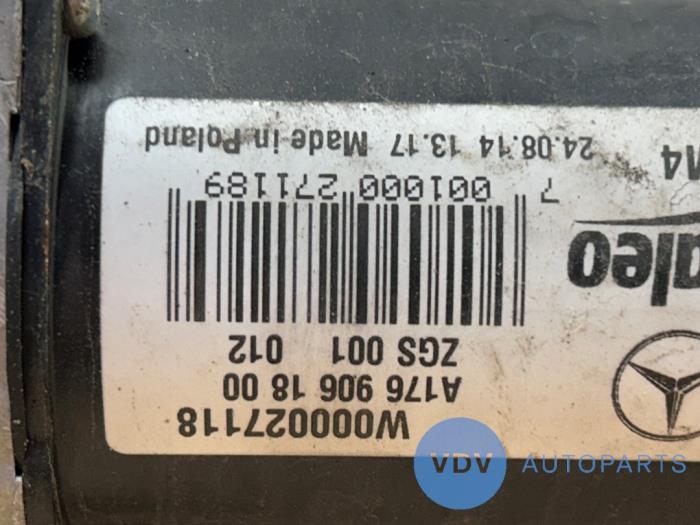 W000027118
A176 906 18 00
ZGS 001 012
aleo
7 001000 271189
M4 24.08.14 13.17 Made in Poland
VDV AUTOPARTS